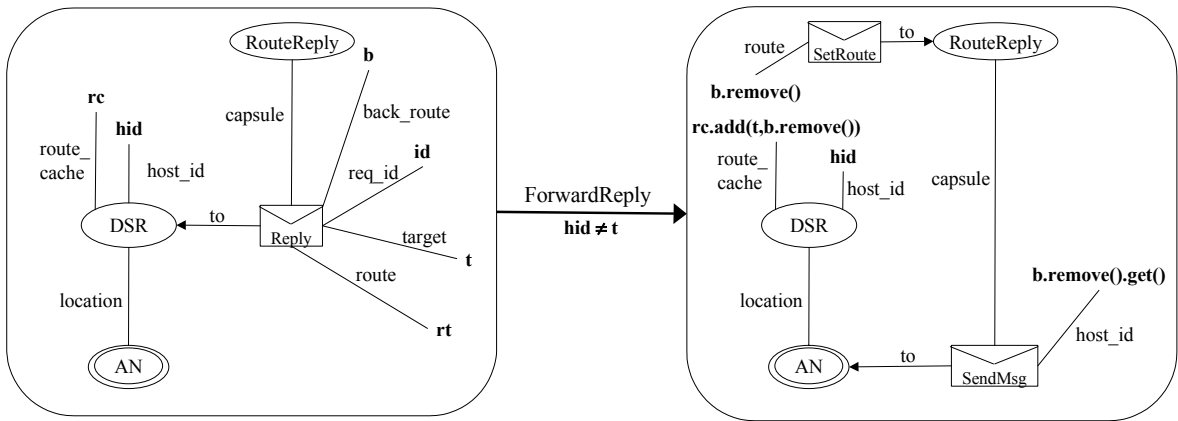 RouteReply
b
rc
capsule
back_route
hid
id
route_
cache
host_id
req_id
DSR
to
Reply
target
t
route
location
rt
AN
ForwardReply
hid ≠ t
route
SetRoute
to
RouteReply
b.remove()
rc.add(t,b.remove())
route_
cache
hid
host_id
capsule
DSR
b.remove().get()
location
host_id
AN
to
SendMsg